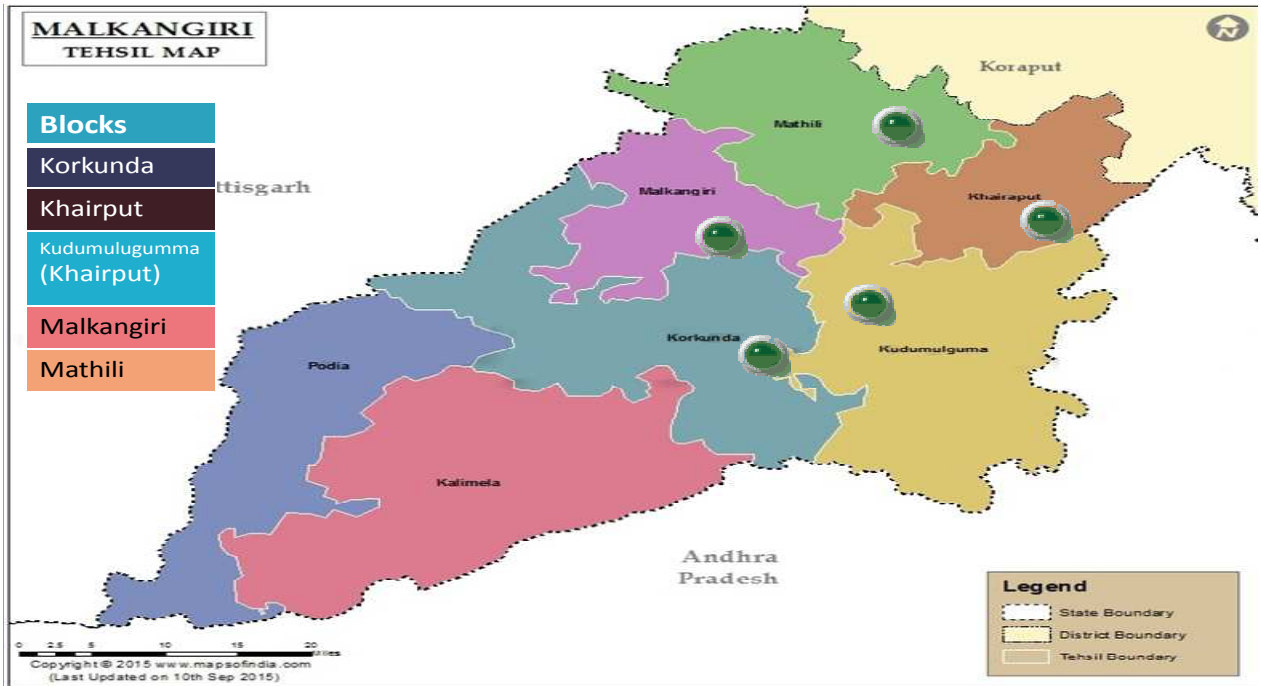 MALKANGIRI
TEHSIL MAP
N
Koraput
Blocks
Korkunda
Khairput
Kudumulugumma
(Khairput)
Malkangiri
Mathili
ttisgarh
Mathili
Malkangiri
Khairaput
Korkunda
Kudumulguma
Podia
Kalimela
Andhra
Pradesh
Legend
State Boundary
District Boundary
Tehsil Boundary
0 2.5 5 10 15 20
Miles
Copyright © 2015 www.mapsofindia.com
(Last Updated on 10th Sep 2015)